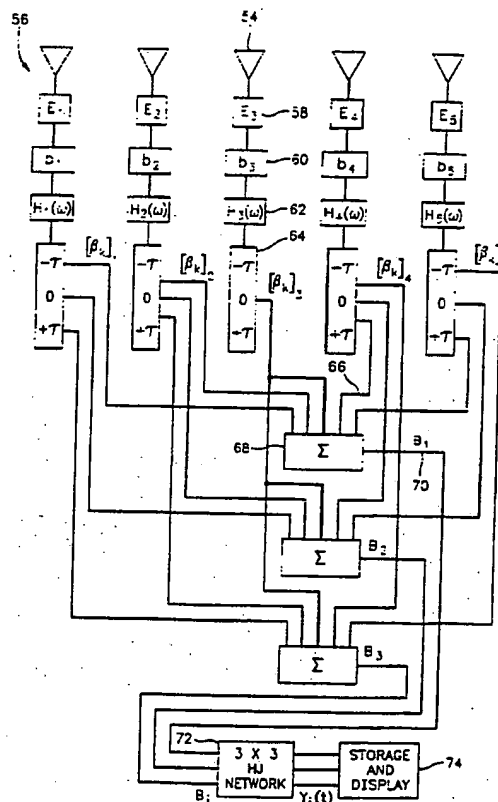 56
54
E₁ E₂ E₃ E₄ E₅
58
b₁ b₂ b₃ b₄ b₅
60
H₁(ω) H₂(ω) H₃(ω) H₄(ω) H₅(ω)
62
64
[βₖ]₁ [βₖ]₂ [βₖ]₃ [βₖ]₄
-τ -τ -τ -τ -τ
0 0 0 0 0
+τ +τ +τ +τ +τ
66
68
Σ
B₁
70
Σ
B₂
Σ
B₃
72
3 X 3
HJ
NETWORK
STORAGE
AND
DISPLAY
74
Bᵢ
Yᵢ(t)